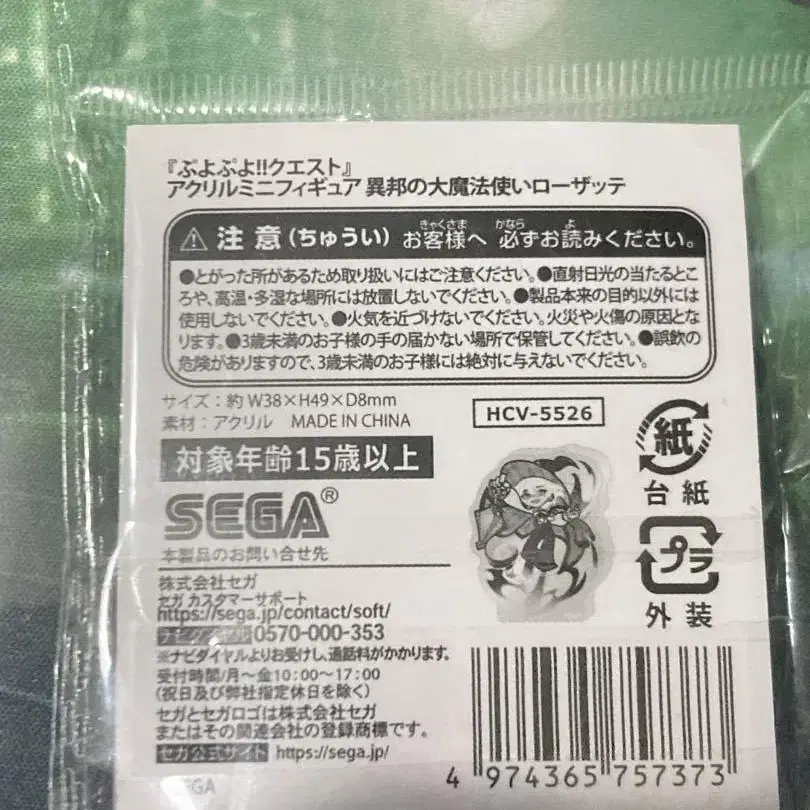 『ぷよぷよ!!クエスト』
アクリルミニフィギュア 異邦の大魔法使いローザッテ
⚠ 注意(ちゅうい) お客様へ 必ずお読みください。
きゃくさま かなら よ
●とがった所があるため取り扱いにはご注意ください。●直射日光の当たるとこ
ろや、高温・多湿な場所には放置しないでください。●製品本来の目的以外には
使用しないでください。●火気を近づけないでください。火災や火傷の原因とな
ります。●3歳未満のお子様の手の届かない場所で保管してください。●誤飲の
危険がありますので、3歳未満のお子様には絶対に与えないでください。
サイズ：約 W38×H49×D8mm
素材：アクリル MADE IN CHINA
HCV-5526
対象年齢15歳以上
紙
台紙
SEGA®
プラ
外装
本製品のお問い合せ先
株式会社セガ
セガ カスタマーサポート
https://sega.jp/contact/soft/
ナビダイヤル 0570-000-353
※ナビダイヤルよりお受けし、通話料がかかります。
受付時間/月～金10:00～17:00
(祝日及び弊社指定休日を除く)
セガとセガロゴは株式会社セガ
またはその関連会社の登録商標です。
セガ公式サイト https://sega.jp/
SEGA
4 974365 757373